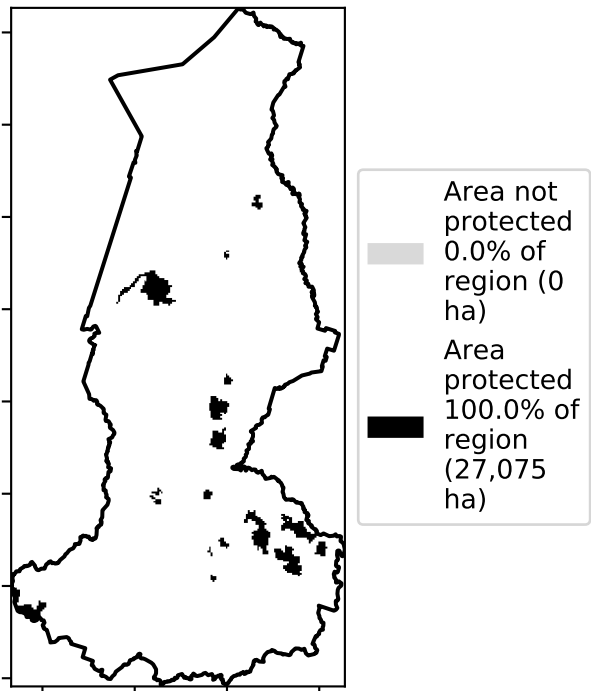 Area not
protected
0.0% of
region (0
ha)
Area
protected
100.0% of
region
(27,075
ha)